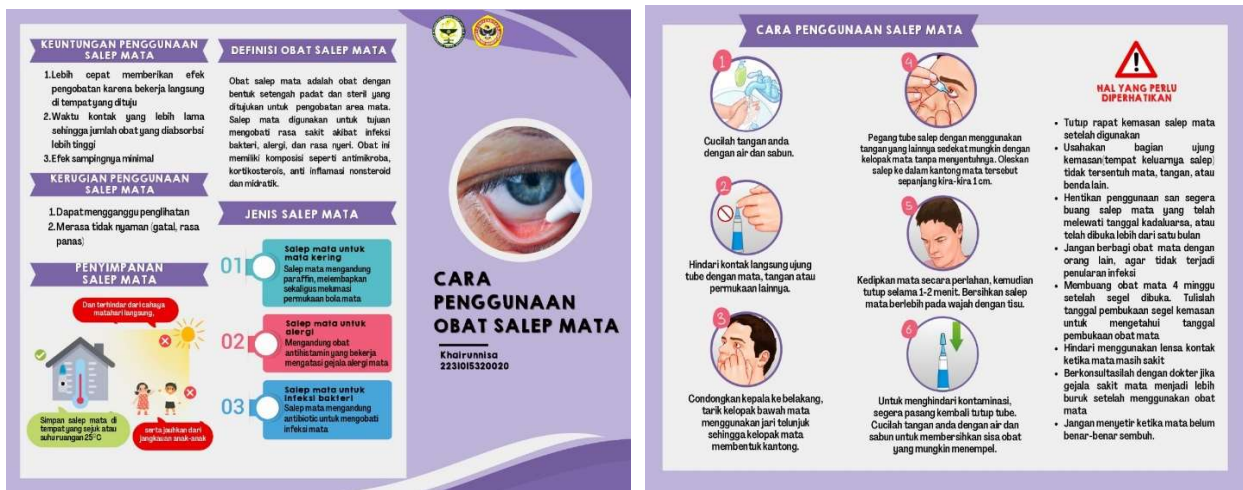 KEUNTUNGAN PENGGUNAAN
SALEP MATA
1.Lebih cepat memberikan efek
pengobatan karena bekerja langsung
di tempat yang dituju
2.Waktu kontak yang lebih lama
sehingga jumlah obat yang diabsorbsi
lebih tinggi
3.Efek sampingnya minimal
KERUGIAN PENGGUNAAN
SALEP MATA
1.Dapat mengganggu penglihatan
2.Merasa tidak nyaman (gatal, rasa
panas)
PENYIMPANAN
SALEP MATA
Dan terhindar dari cahaya
matahari langsung,
Simpan salep mata di
tempat yang sejuk atau
suhu ruangan 25°C
serta jauhkan dari
jangkauan anak-anak
DEFINISI OBAT SALEP MATA
Obat salep mata adalah obat dengan
bentuk setengah padat dan steril yang
ditujukan untuk pengobatan area mata.
Salep mata digunakan untuk tujuan
mengobati rasa sakit akibat infeksi
bakteri, alergi, dan rasa nyeri. Obat ini
memiliki komposisi seperti antimikroba,
kortikosterois, anti inflamasi nonsteroid
dan midratik.
JENIS SALEP MATA
01
Salep mata untuk
mata kering
Salep mata mengandung
paraffin, melembapkan
sekaligus melumasi
permukaan bola mata
02
Salep mata untuk
alergi
Mengandung obat
antihistamin yang bekerja
mengatasi gejala alergi mata
03
Salep mata untuk
infeksi bakteri
Salep mata mengandung
antibiotic untuk mengobati
infeksi mata
CARA
PENGGUNAAN
OBAT SALEP MATA
Khairunnisa
2231015320020
CARA PENGGUNAAN SALEP MATA
1
Cucilah tangan anda
dengan air dan sabun.
2
Hindari kontak langsung ujung
tube dengan mata, tangan atau
permukaan lainnya.
3
Condongkan kepala ke belakang,
tarik kelopak bawah mata
menggunakan jari telunjuk
sehingga kelopak mata
membentuk kantong.
4
Pegang tube salep dengan menggunakan
tangan yang lainnya sedekat mungkin dengan
kelopak mata tanpa menyentuhnya. Oleskan
salep ke dalam kantong mata tersebut
sepanjang kira-kira 1 cm.
5
Kedipkan mata secara perlahan, kemudian
tutup selama 1-2 menit. Bersihkan salep
mata berlebih pada wajah dengan tisu.
6
Untuk menghindari kontaminasi,
segera pasang kembali tutup tube.
Cucilah tangan anda dengan air dan
sabun untuk membersihkan sisa obat
yang mungkin menempel.
HAL YANG PERLU
DIPERHATIKAN
• Tutup rapat kemasan salep mata
setelah digunakan
• Usahakan bagian ujung
kemasan(tempat keluarnya salep)
tidak tersentuh mata, tangan, atau
benda lain.
• Hentikan penggunaan san segera
buang salep mata yang telah
melewati tanggal kadaluarsa, atau
telah dibuka lebih dari satu bulan
• Jangan berbagi obat mata dengan
orang lain, agar tidak terjadi
penularan infeksi
• Membuang obat mata 4 minggu
setelah segel dibuka. Tulislah
tanggal pembukaan segel kemasan
untuk mengetahui tanggal
pembukaan obat mata
• Hindari menggunakan lensa kontak
ketika mata masih sakit
• Berkonsultasilah dengan dokter jika
gejala sakit mata menjadi lebih
buruk setelah menggunakan obat
mata
• Jangan menyetir ketika mata belum
benar-benar sembuh.